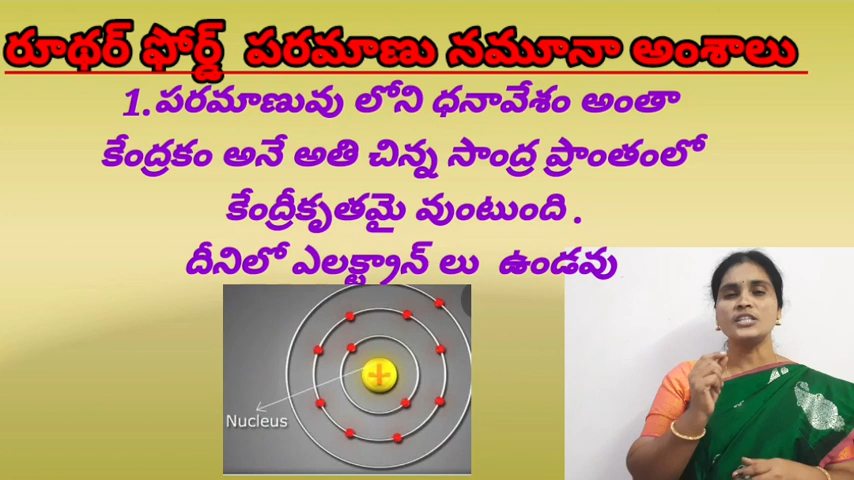 రూథర్ ఫోర్డ్ పరమాణు నమూనా అంశాలు
1.పరమాణువు లోని ధనావేశం అంతా
కేంద్రకం అనే అతి చిన్న సాంద్ర ప్రాంతంలో
కేంద్రీకృతమై వుంటుంది .
దీనిలో ఎలక్ట్రాన్ లు ఉండవు
+
Nucleus